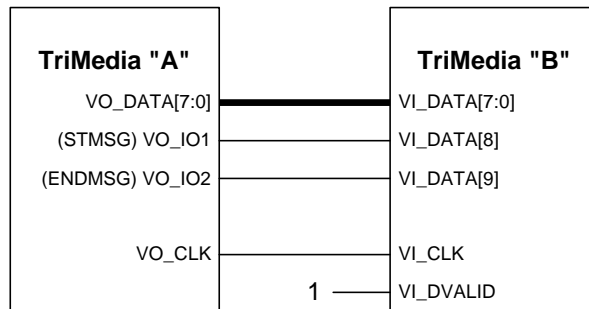 TriMedia "A" TriMedia "B"
VO_DATA[7:0] VI_DATA[7:0]
(STMSG) VO_IO1 VI_DATA[8]
(ENDMSG) VO_IO2 VI_DATA[9]
VO_CLK VI_CLK
1 VI_DVALID